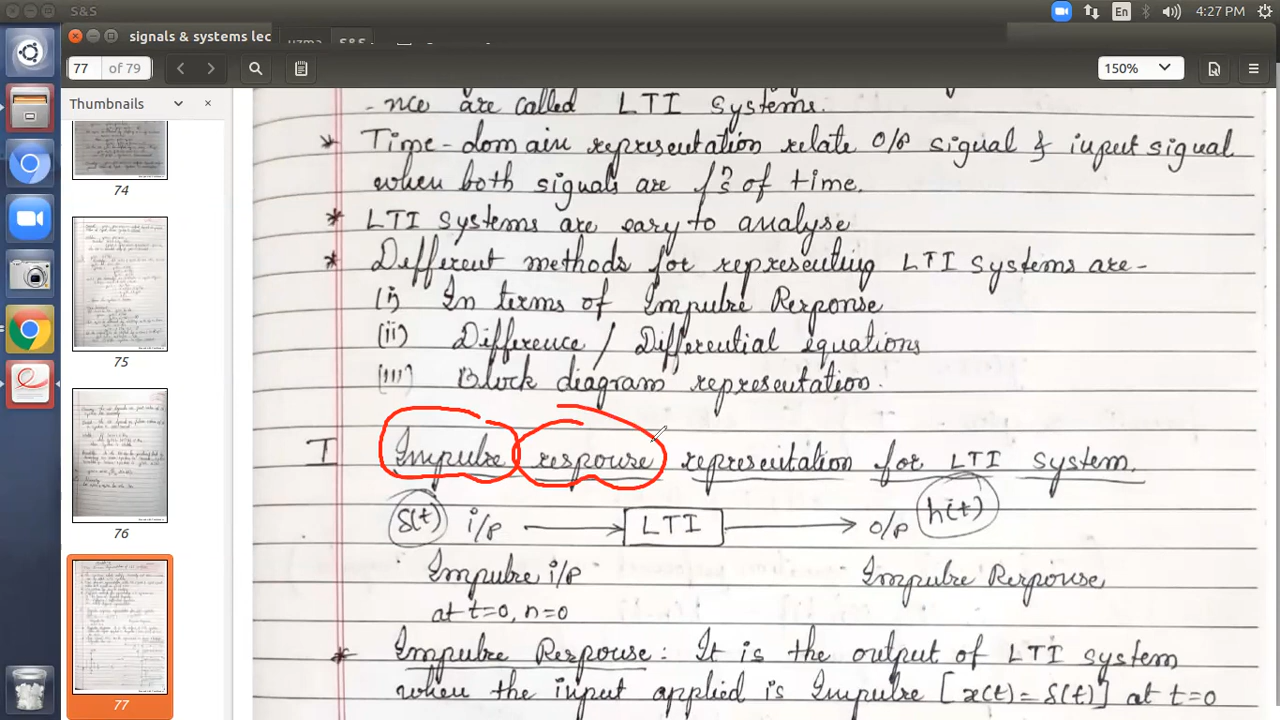 S&S
En
4:27 PM
signals & systems lec
S&S
77 of 79
150%
Thumbnails
74
75
76
77
-nce are called LTI systems.
* Time-domain representation relate O/P signal & input signal
when both signals are f?s of time.
* LTI systems are easy to analyse
* Different methods for representing LTI systems are-
(i) In terms of Impulse Response
(ii) Difference / Differential equations
(iii) Block diagram representation.
I Impulse response representation for LTI system.
δ(t) i/p → LTI → o/p h(t)
Impulse i/p Impulse Response
at t=0, n=0
* Impulse Response: It is the output of LTI system
when the input applied is Impulse [x(t)=δ(t)] at t=0